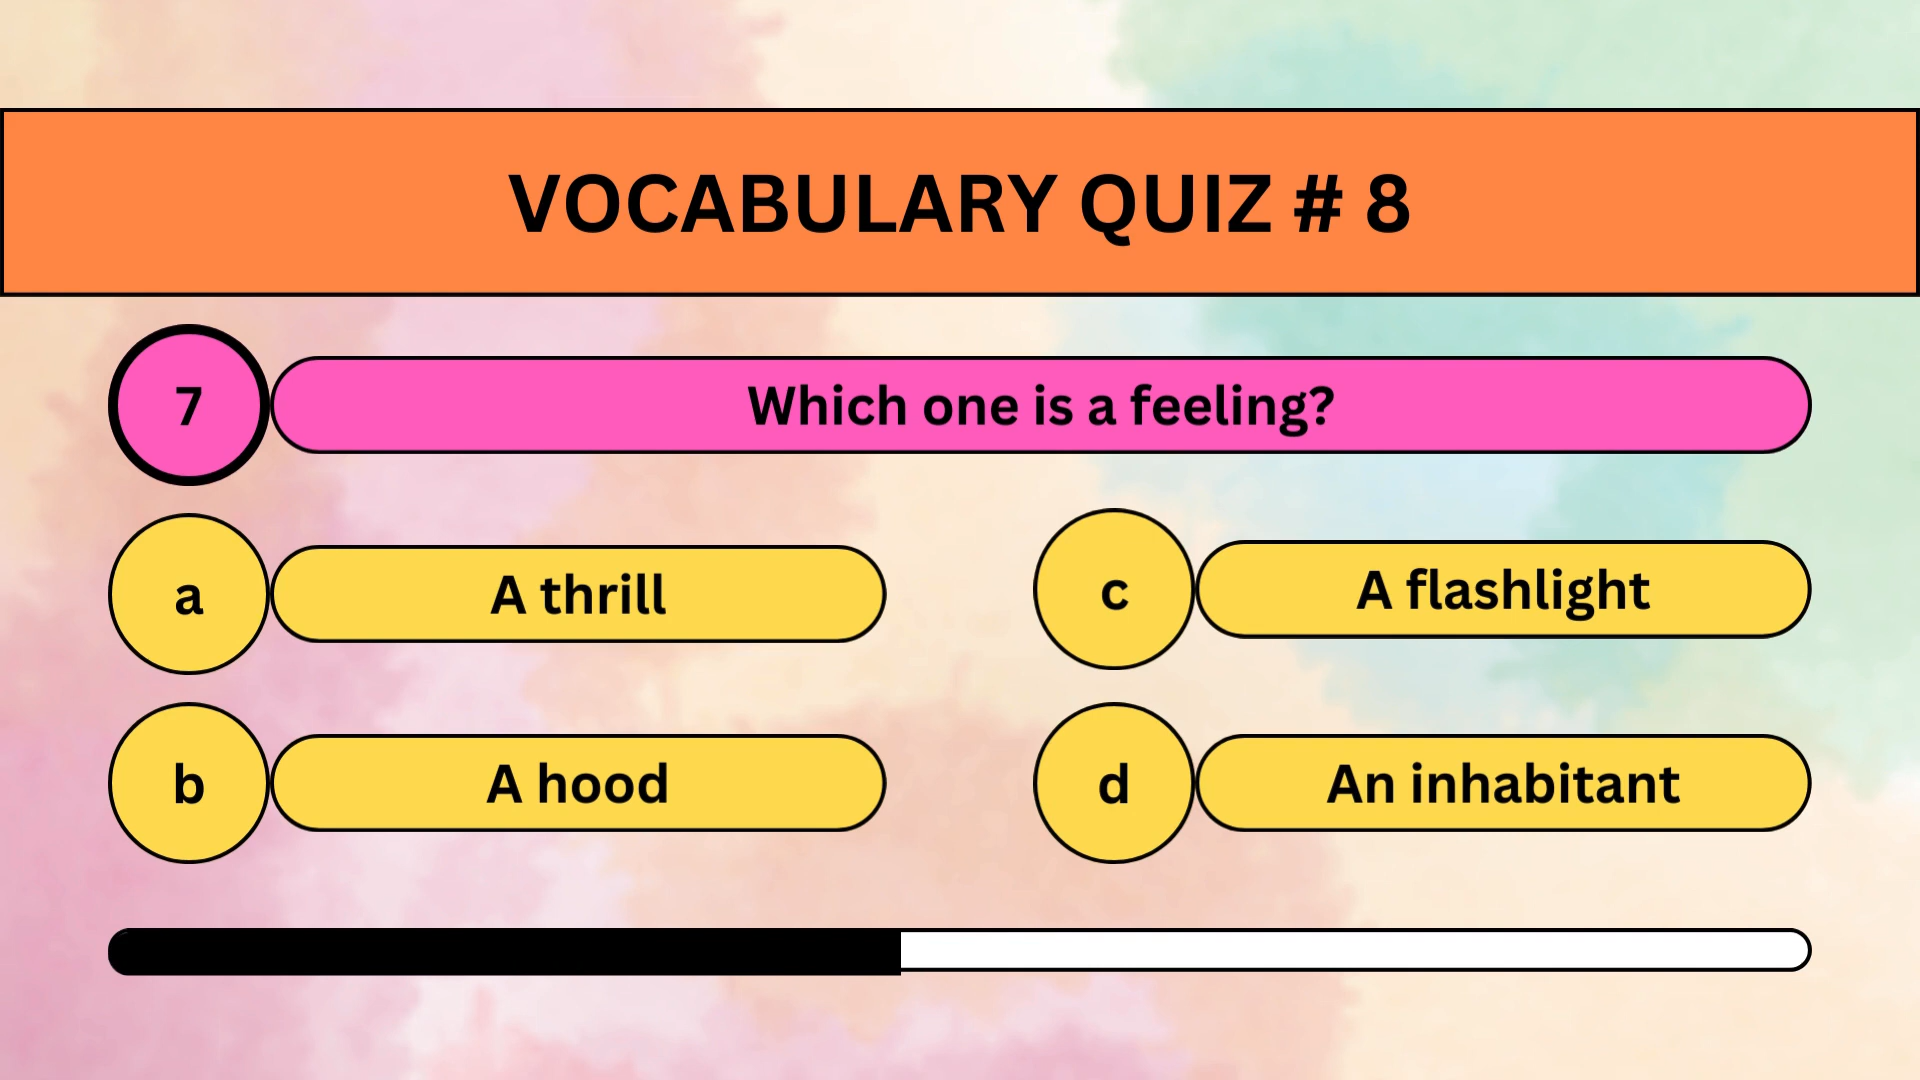 VOCABULARY QUIZ # 8
7
Which one is a feeling?
a
A thrill
b
A hood
c
A flashlight
d
An inhabitant